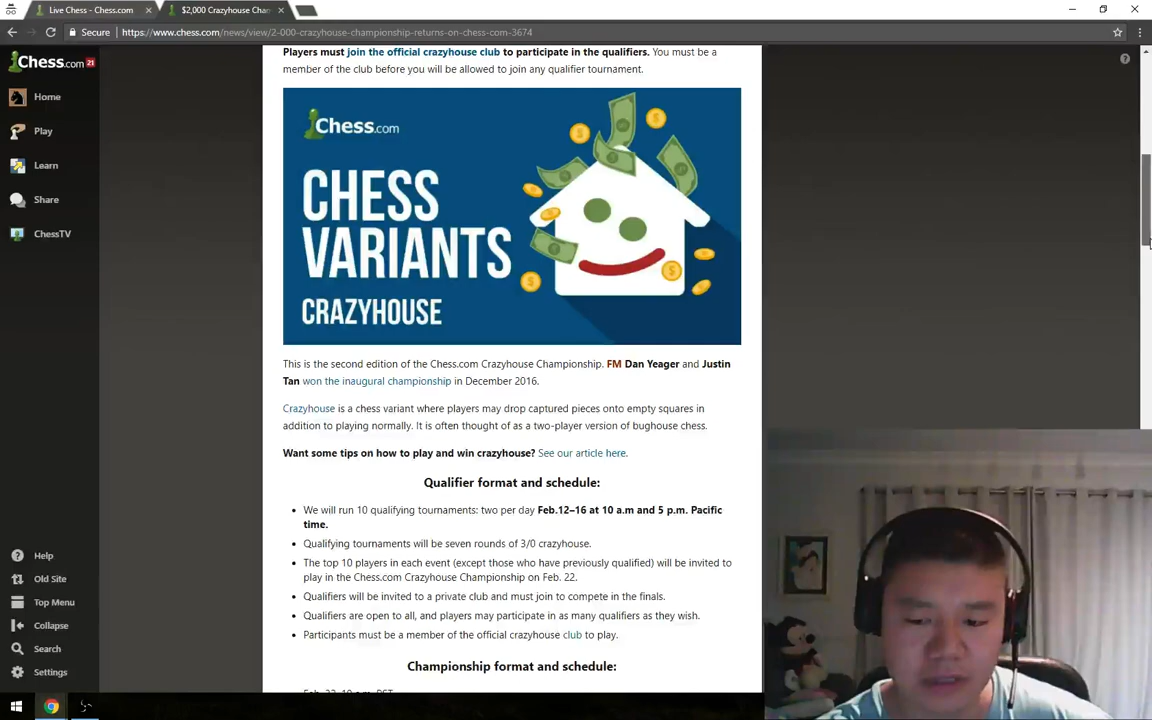 Live Chess - Chess.com
$2,000 Crazyhouse Cham
Secure
https://www.chess.com/news/view/2-000-crazyhouse-championship-returns-on-chess-com-3674
Chess.com 21
Home
Play
Learn
Share
ChessTV
Help
Old Site
Top Menu
Collapse
Search
Settings
Players must join the official crazyhouse club to participate in the qualifiers. You must be a
member of the club before you will be allowed to join any qualifier tournament.
Chess.com
CHESS
VARIANTS
CRAZYHOUSE
This is the second edition of the Chess.com Crazyhouse Championship. FM Dan Yeager and Justin
Tan won the inaugural championship in December 2016.
Crazyhouse is a chess variant where players may drop captured pieces onto empty squares in
addition to playing normally. It is often thought of as a two-player version of bughouse chess.
Want some tips on how to play and win crazyhouse? See our article here.
Qualifier format and schedule:
• We will run 10 qualifying tournaments: two per day Feb.12–16 at 10 a.m and 5 p.m. Pacific
time.
• Qualifying tournaments will be seven rounds of 3/0 crazyhouse.
• The top 10 players in each event (except those who have previously qualified) will be invited to
play in the Chess.com Crazyhouse Championship on Feb. 22.
• Qualifiers will be invited to a private club and must join to compete in the finals.
• Qualifiers are open to all, and players may participate in as many qualifiers as they wish.
• Participants must be a member of the official crazyhouse club to play.
Championship format and schedule: